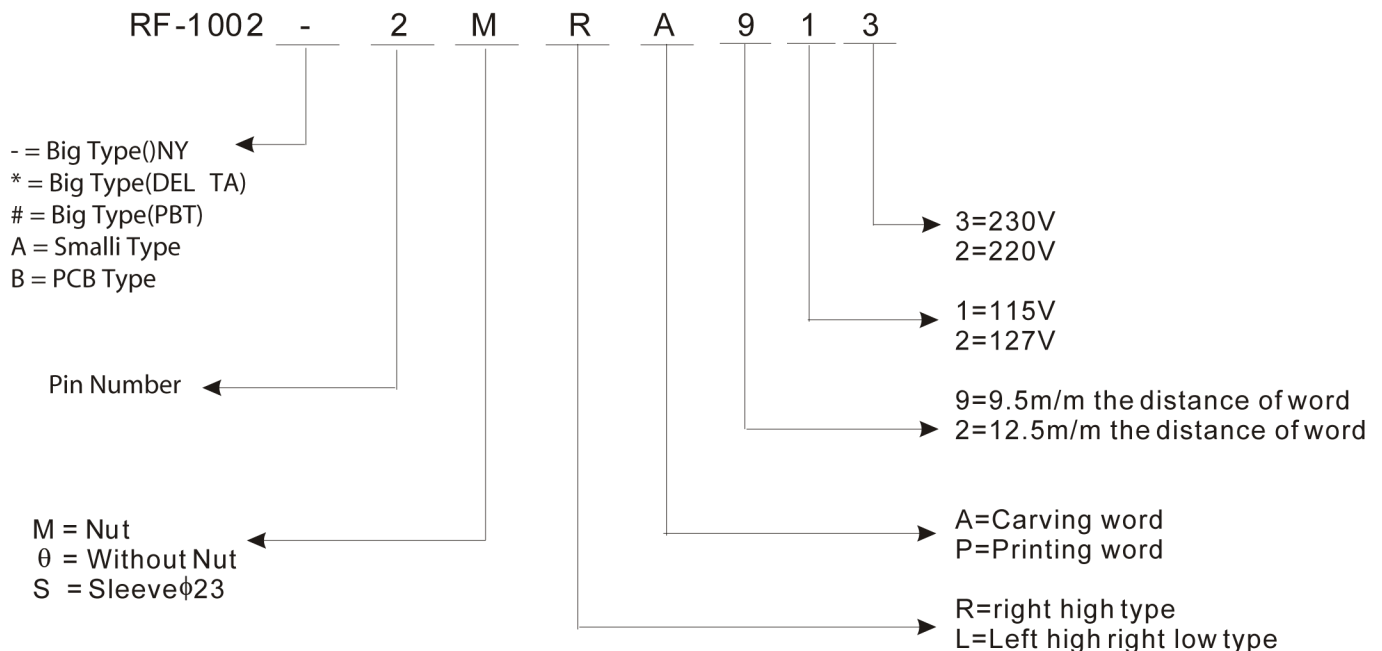 RF-1002 - 2 M R A 9 1 3
- = Big Type()NY
* = Big Type(DEL TA)
# = Big Type(PBT)
A = Smalli Type
B = PCB Type
3=230V
2=220V
1=115V
2=127V
Pin Number
9=9.5m/m the distance of word
2=12.5m/m the distance of word
M = Nut
θ = Without Nut
S = Sleeveϕ23
A=Carving word
P=Printing word
R=right high type
L=Left high right low type